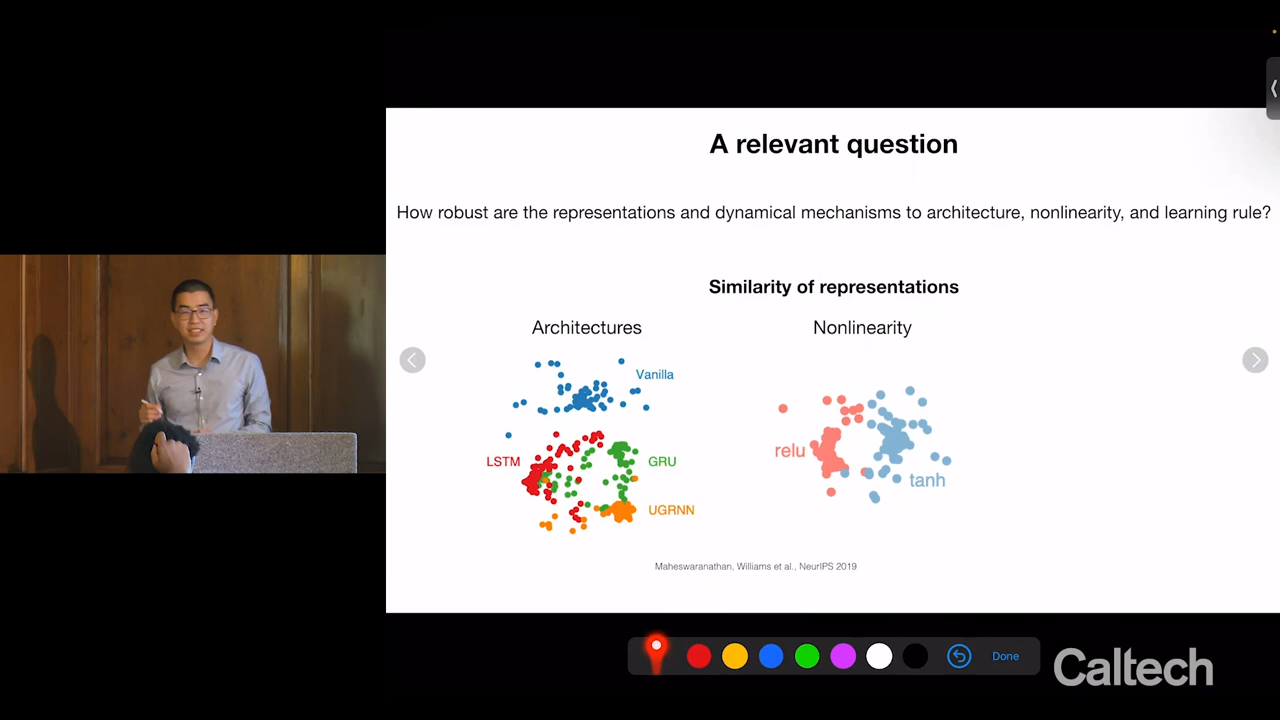 A relevant question
How robust are the representations and dynamical mechanisms to architecture, nonlinearity, and learning rule?
Similarity of representations
Architectures
Nonlinearity
Vanilla
LSTM
GRU
UGRNN
relu
tanh
Maheswaranathan, Williams et al., NeurIPS 2019
Done
Caltech